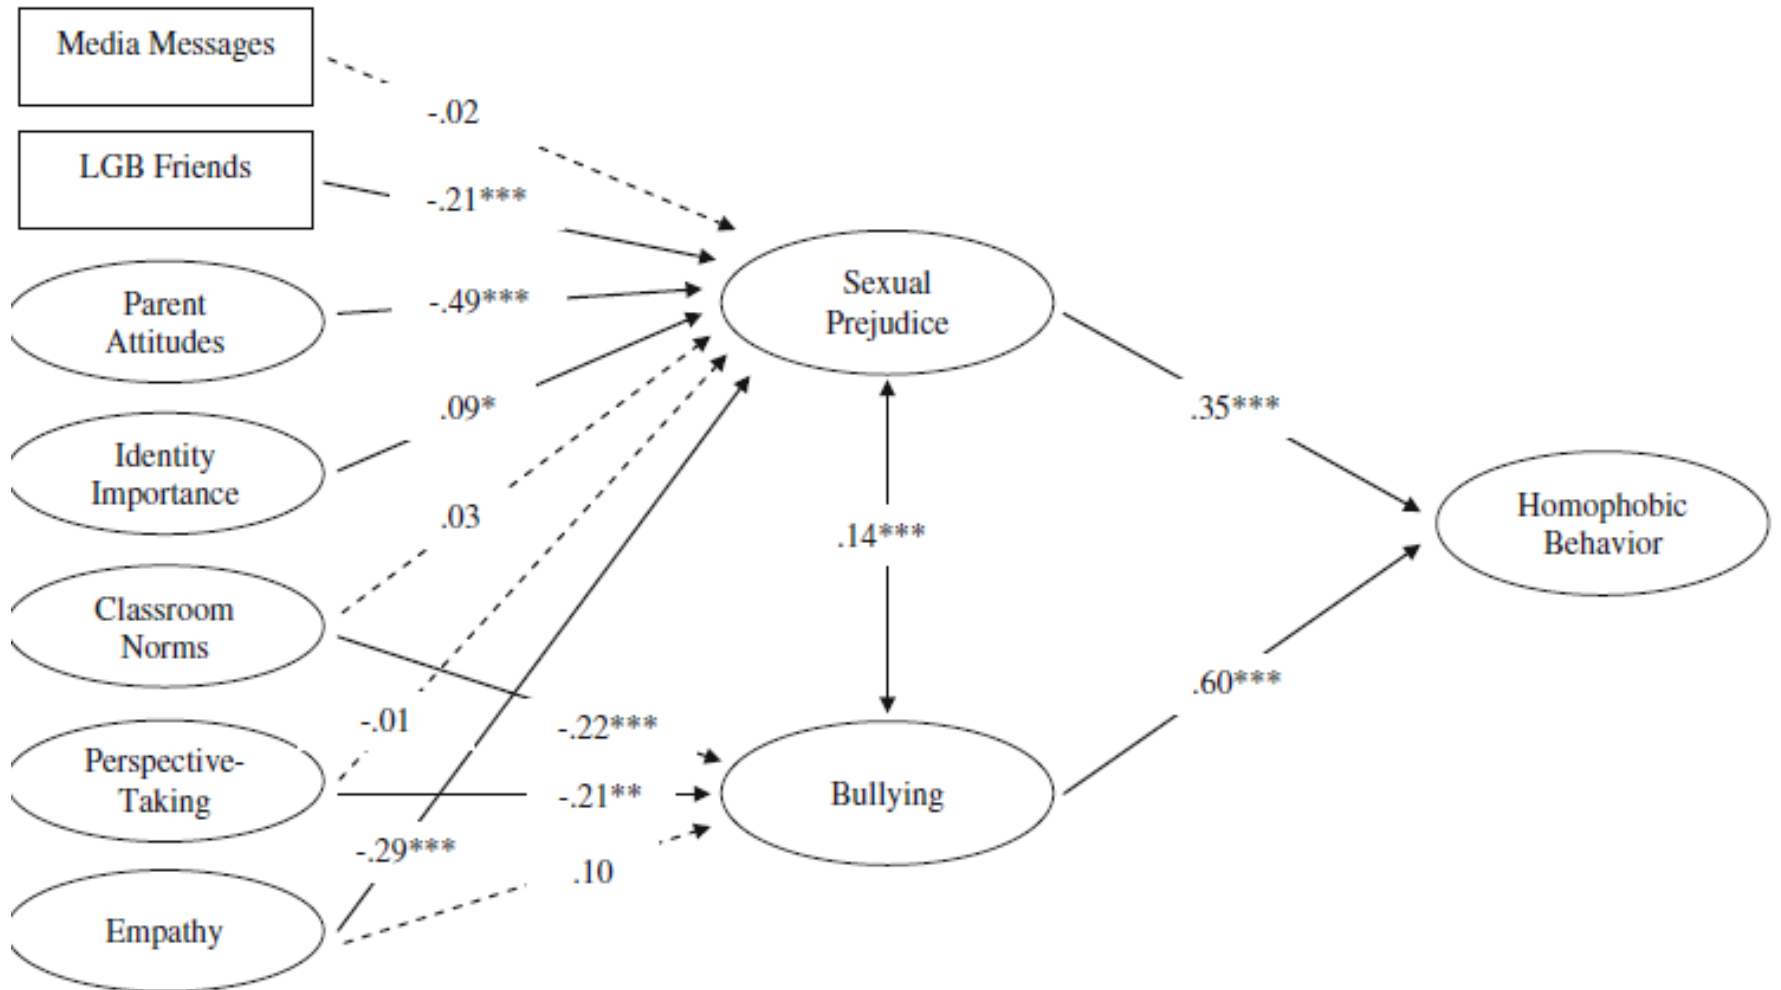 Media Messages
-.02
LGB Friends
-.21***
Parent
Attitudes
-.49***
Sexual
Prejudice
Identity
Importance
.09*
.35***
Classroom
Norms
.03
.14***
Homophobic
Behavior
Perspective-
Taking
-.01
-.22***
-.21**
Bullying
.60***
Empathy
-.29***
.10